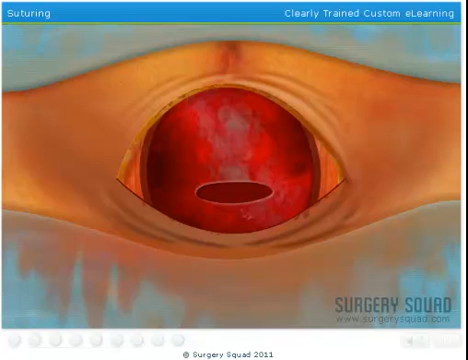 Suturing
Clearly Trained Custom eLearning
SURGERY SQUAD
www.surgerysquad.com
© Surgery Squad 2011